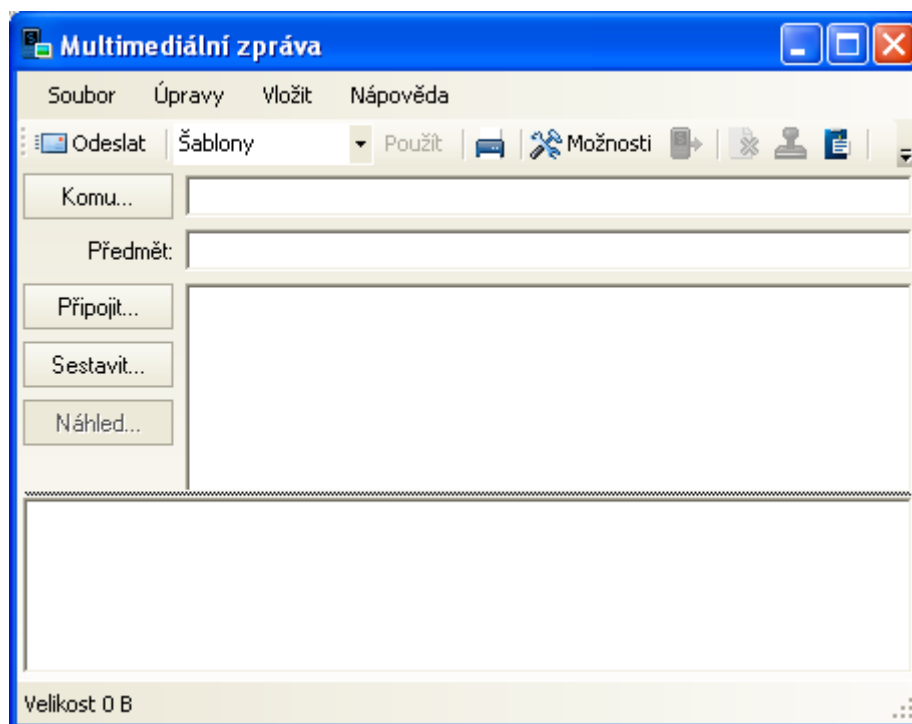 Multimediální zpráva
Soubor Úpravy Vložit Nápověda
Odeslat Šablony Použít Možnosti
Komu...
Předmět:
Připojit...
Sestavit...
Náhled...
Velikost 0 B